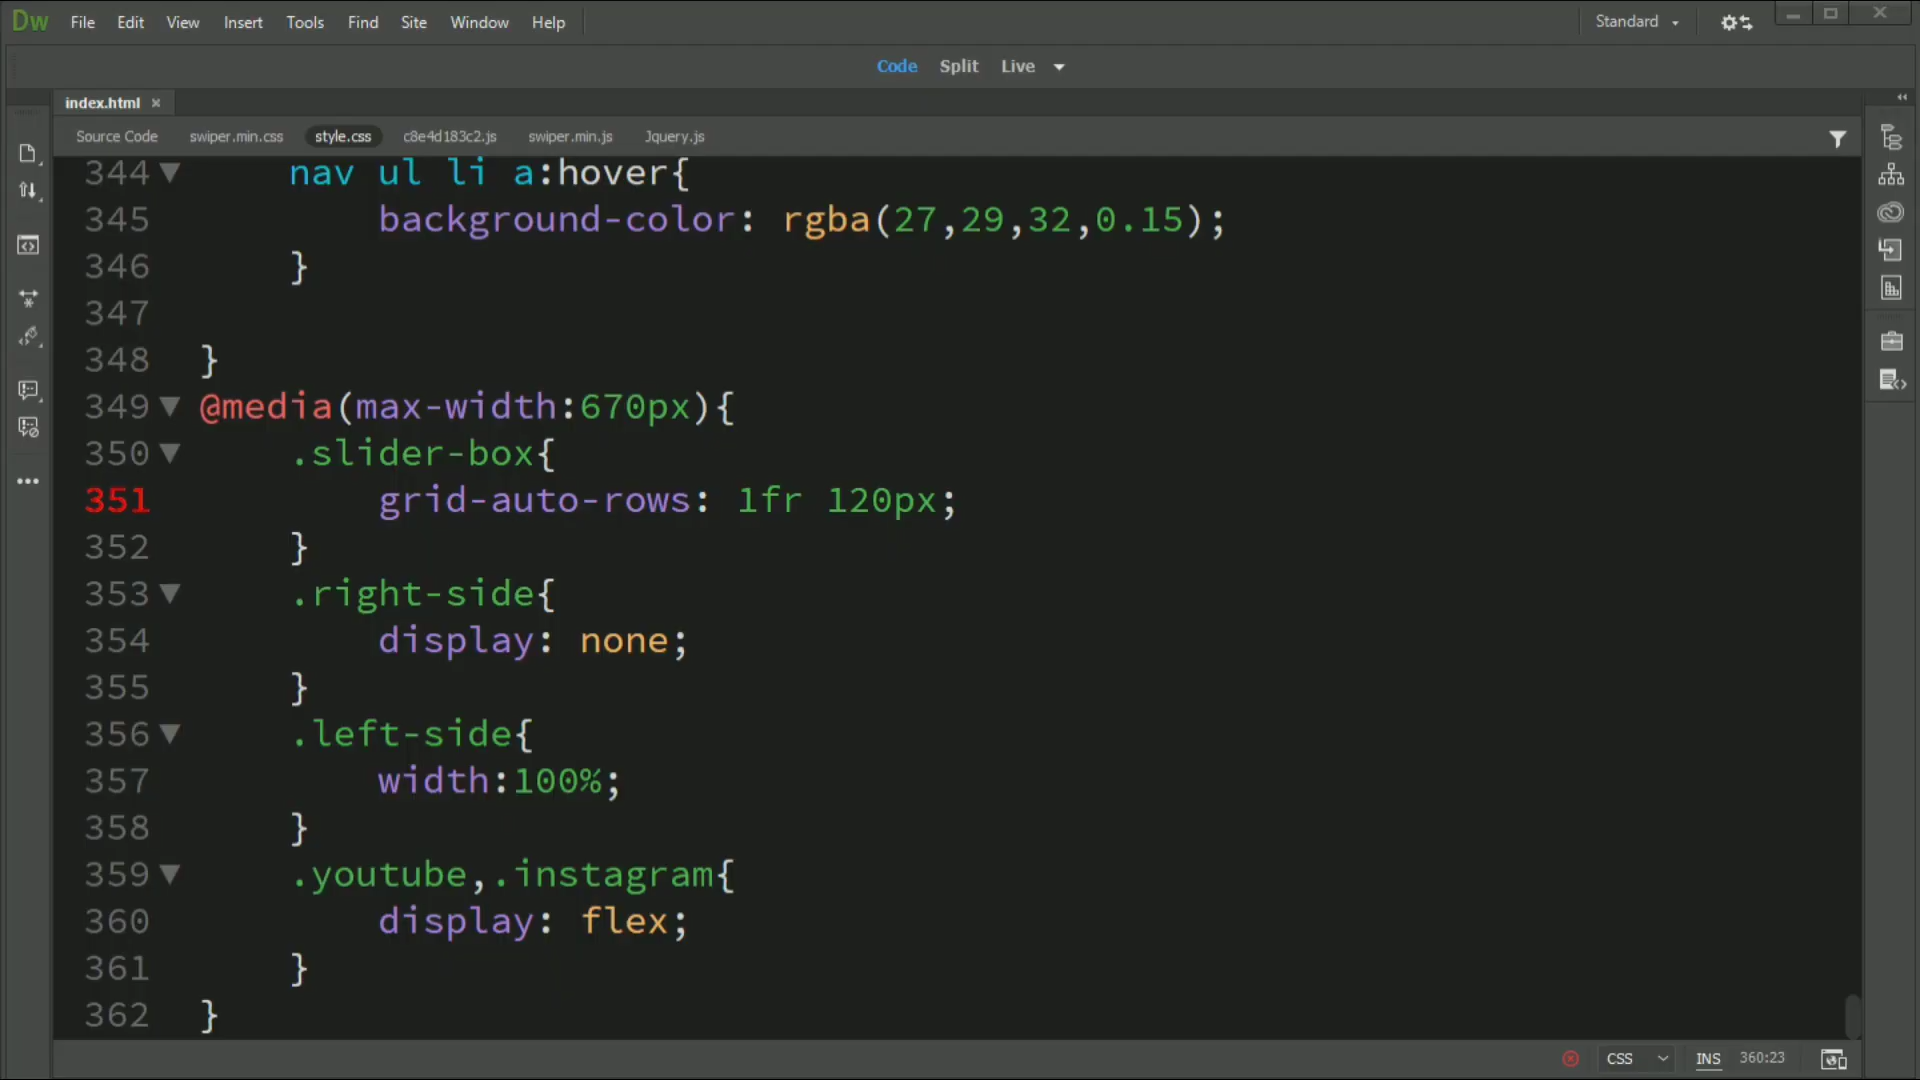 Dw File Edit View Insert Tools Find Site Window Help Standard
Code Split Live
index.html
Source Code swiper.min.css style.css c8e4d183c2.js swiper.min.js Jquery.js
344 nav ul li a:hover{
345 background-color: rgba(27,29,32,0.15);
346 }
347
348 }
349 @media(max-width:670px){
350 .slider-box{
351 grid-auto-rows: 1fr 120px;
352 }
353 .right-side{
354 display: none;
355 }
356 .left-side{
357 width:100%;
358 }
359 .youtube,.instagram{
360 display: flex;
361 }
362 }
CSS INS 360:23